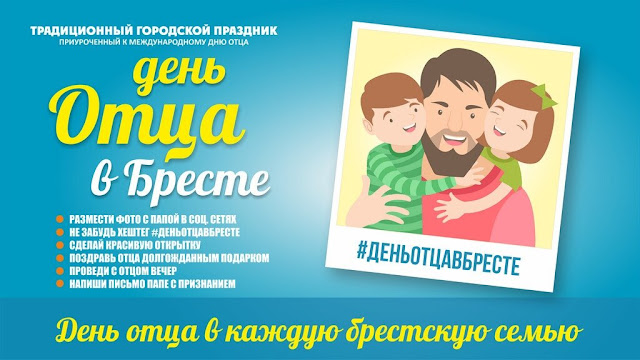 ТРАДИЦИОННЫЙ ГОРОДСКОЙ ПРАЗДНИК
ПРИУРОЧЕННЫЙ К МЕЖДУНАРОДНОМУ ДНЮ ОТЦА
день
Отца
в Бресте
РАЗМЕСТИ ФОТО С ПАПОЙ В СОЦ. СЕТЯХ
НЕ ЗАБУДЬ ХЕШТЕГ #ДЕНЬОТЦАВБРЕСТЕ
СДЕЛАЙ КРАСИВУЮ ОТКРЫТКУ
ПОЗДРАВЬ ОТЦА ДОЛГОЖДАННЫМ ПОДАРКОМ
ПРОВЕДИ С ОТЦОМ ВЕЧЕР
НАПИШИ ПИСЬМО ПАПЕ С ПРИЗНАНИЕМ
#ДЕНЬОТЦАВБРЕСТЕ
День отца в каждую брестскую семью